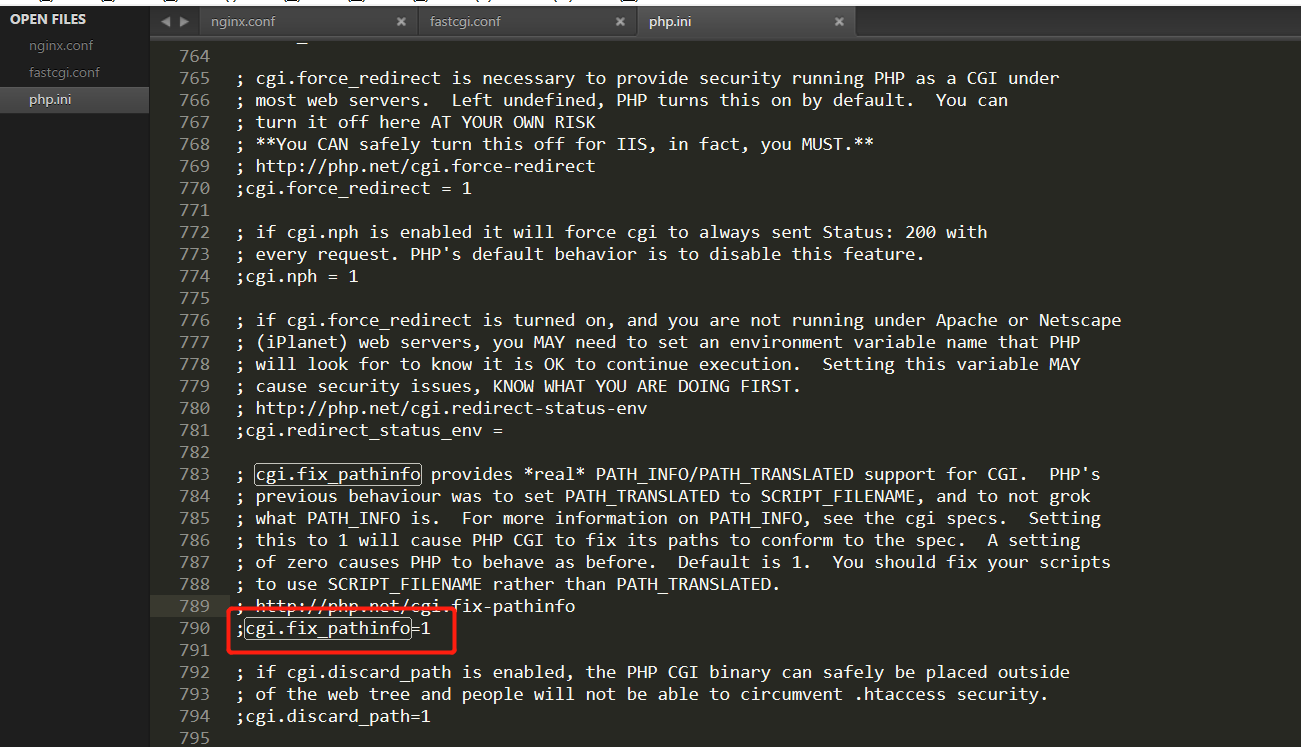 OPEN FILES
nginx.conf
fastcgi.conf
php.ini
nginx.conf × fastcgi.conf × php.ini ×
764
765 ; cgi.force_redirect is necessary to provide security running PHP as a CGI under
766 ; most web servers.  Left undefined, PHP turns this on by default.  You can
767 ; turn it off here AT YOUR OWN RISK
768 ; **You CAN safely turn this off for IIS, in fact, you MUST.**
769 ; http://php.net/cgi.force-redirect
770 ;cgi.force_redirect = 1
771
772 ; if cgi.nph is enabled it will force cgi to always sent Status: 200 with
773 ; every request. PHP's default behavior is to disable this feature.
774 ;cgi.nph = 1
775
776 ; if cgi.force_redirect is turned on, and you are not running under Apache or Netscape
777 ; (iPlanet) web servers, you MAY need to set an environment variable name that PHP
778 ; will look for to know it is OK to continue execution.  Setting this variable MAY
779 ; cause security issues, KNOW WHAT YOU ARE DOING FIRST.
780 ; http://php.net/cgi.redirect-status-env
781 ;cgi.redirect_status_env =
782
783 ; cgi.fix_pathinfo provides *real* PATH_INFO/PATH_TRANSLATED support for CGI.  PHP's
784 ; previous behaviour was to set PATH_TRANSLATED to SCRIPT_FILENAME, and to not grok
785 ; what PATH_INFO is.  For more information on PATH_INFO, see the cgi specs.  Setting
786 ; this to 1 will cause PHP CGI to fix its paths to conform to the spec.  A setting
787 ; of zero causes PHP to behave as before.  Default is 1.  You should fix your scripts
788 ; to use SCRIPT_FILENAME rather than PATH_TRANSLATED.
789 ; http://php.net/cgi.fix-pathinfo
790 ;cgi.fix_pathinfo=1
791
792 ; if cgi.discard_path is enabled, the PHP CGI binary can safely be placed outside
793 ; of the web tree and people will not be able to circumvent .htaccess security.
794 ;cgi.discard_path=1
795